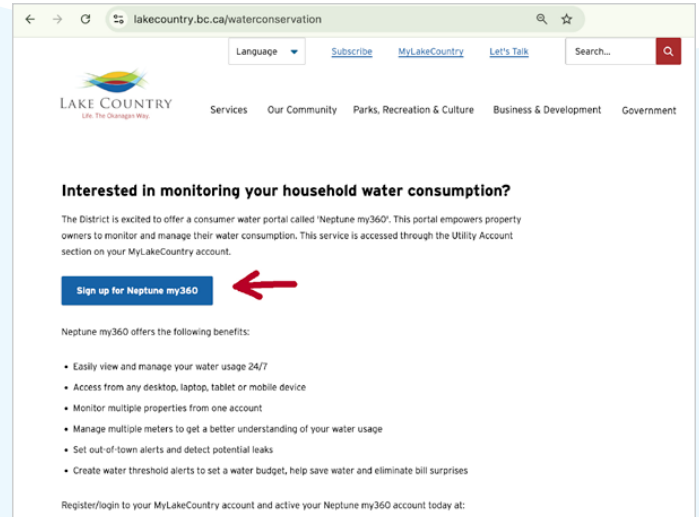 lakecountry.bc.ca/waterconservation
Language
Subscribe
MyLakeCountry
Let's Talk
Search...
LAKE COUNTRY
Life. The Okanagan Way.
Services
Our Community
Parks, Recreation & Culture
Business & Development
Government
Interested in monitoring your household water consumption?
The District is excited to offer a consumer water portal called 'Neptune my360'. This portal empowers property
owners to monitor and manage their water consumption. This service is accessed through the Utility Account
section on your MyLakeCountry account.
Sign up for Neptune my360
Neptune my360 offers the following benefits:
• Easily view and manage your water usage 24/7
• Access from any desktop, laptop, tablet or mobile device
• Monitor multiple properties from one account
• Manage multiple meters to get a better understanding of your water usage
• Set out-of-town alerts and detect potential leaks
• Create water threshold alerts to set a water budget, help save water and eliminate bill surprises
Register/login to your MyLakeCountry account and active your Neptune my360 account today at: